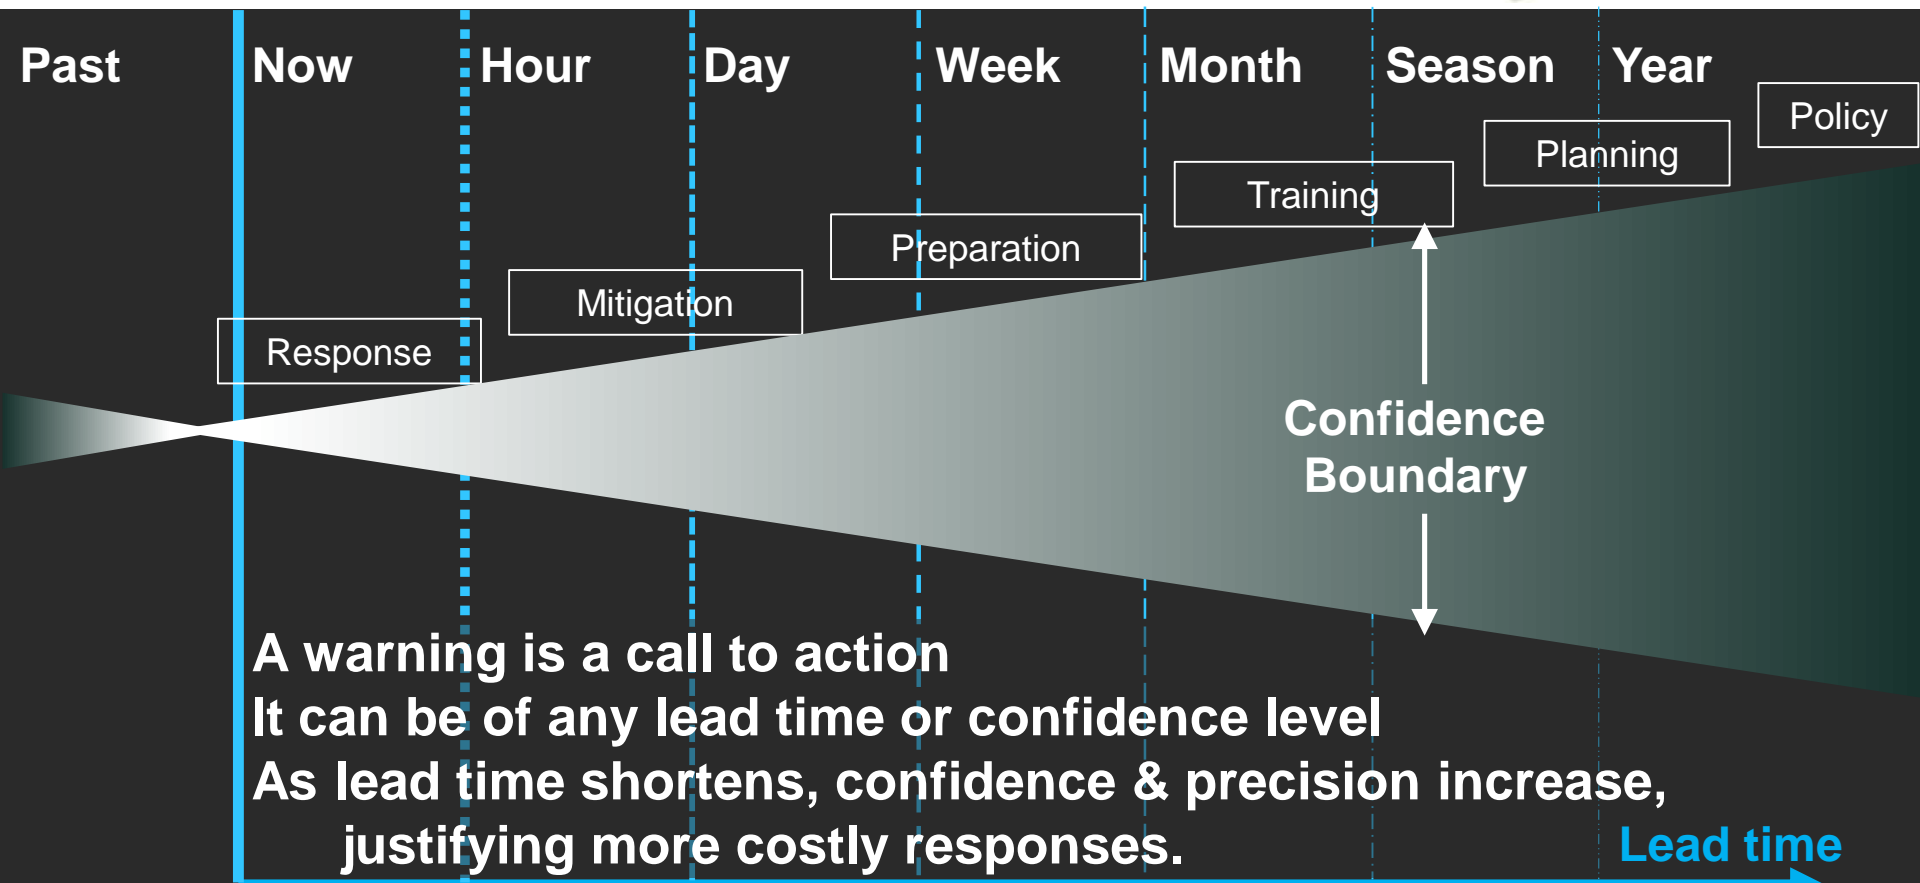 Past Now Hour Day Week Month Season Year
Policy
Planning
Training
Preparation
Mitigation
Response
Confidence
Boundary
A warning is a call to action
It can be of any lead time or confidence level
As lead time shortens, confidence & precision increase,
justifying more costly responses.
Lead time